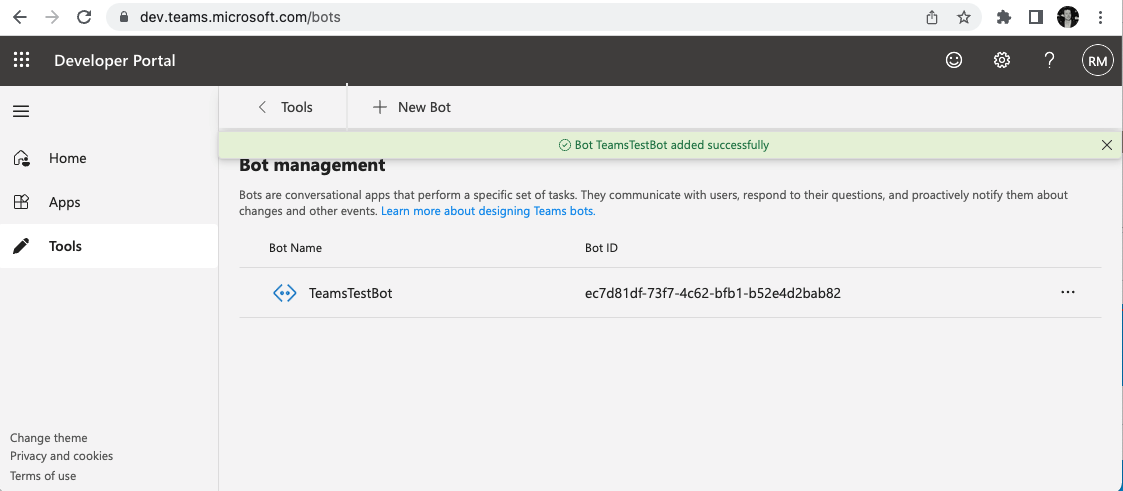 dev.teams.microsoft.com/bots
Developer Portal
RM
Tools
New Bot
Bot TeamsTestBot added successfully
Home
Apps
Tools
Bot management
Bots are conversational apps that perform a specific set of tasks. They communicate with users, respond to their questions, and proactively notify them about
changes and other events. Learn more about designing Teams bots.
Bot Name Bot ID
TeamsTestBot ec7d81df-73f7-4c62-bfb1-b52e4d2bab82
Change theme
Privacy and cookies
Terms of use